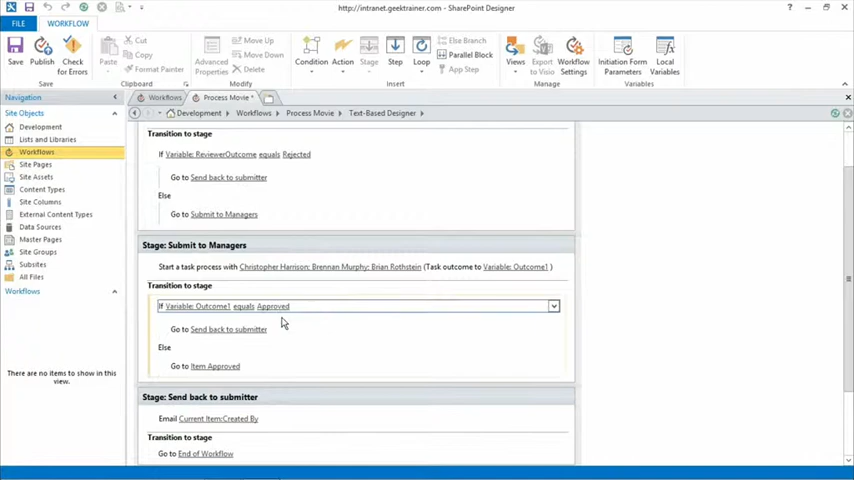 http://intranet.geektrainer.com/ - SharePoint Designer
FILE
WORKFLOW
Save
Publish
Check for Errors
Save
Paste
Cut
Copy
Format Painter
Clipboard
Advanced Properties
Move Up
Move Down
Delete
Modify
Condition
Action
Stage
Step
Loop
Else Branch
Parallel Block
App Step
Insert
Views
Export to Visio
Workflow Settings
Manage
Initiation Form Parameters
Local Variables
Variables
Navigation
Workflows
Process Movie *
Development
Workflows
Process Movie
Text-Based Designer
Site Objects
Development
Lists and Libraries
Workflows
Site Pages
Site Assets
Content Types
Site Columns
External Content Types
Data Sources
Master Pages
Site Groups
Subsites
All Files
Workflows
There are no items to show in this view.
Transition to stage
If Variable: ReviewerOutcome equals Rejected
Go to Send back to submitter
Else
Go to Submit to Managers
Stage: Submit to Managers
Start a task process with Christopher Harrison; Brennan Murphy; Brian Rothstein (Task outcome to Variable: Outcome1 )
Transition to stage
If Variable: Outcome1 equals Approved
Go to Send back to submitter
Else
Go to Item Approved
Stage: Send back to submitter
Email Current Item:Created By
Transition to stage
Go to End of Workflow